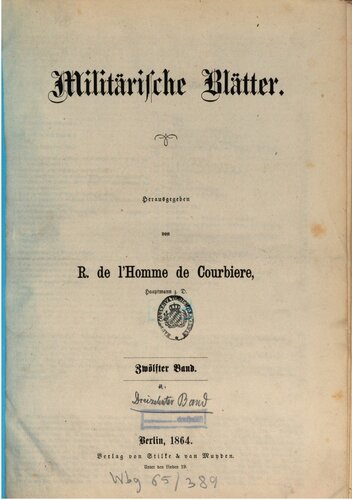 Militärische Blätter.
Herausgegeben
von
R. de l'Homme de Courbiere,
Hauptmann z. D.
Zwölfter Band.
u.
Dreizehnter Band
Berlin, 1864.
Verlag von Stilke & van Muyden.
Unter den Linden 19.
Wbg 65/389